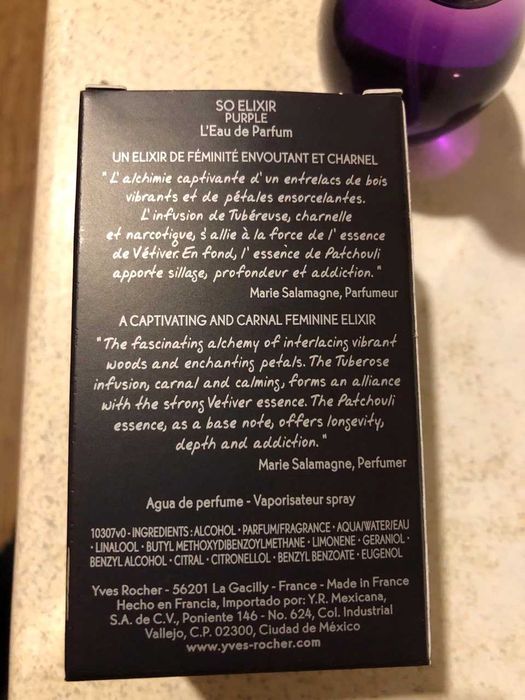 SO ELIXIR
PURPLE
L'Eau de Parfum
UN ELIXIR DE FÉMINITÉ ENVOUTANT ET CHARNEL
"L'alchimie captivante d'un entrelacs de bois
vibrants et de pétales ensorcelantes.
L'infusion de Tubéreuse, charnelle
et narcotique, s'allie à la force de l'essence
de Vétiver. En fond, l'essence de Patchouli
apporte sillage, profondeur et addiction."
Marie Salamagne, Parfumeur
A CAPTIVATING AND CARNAL FEMININE ELIXIR
"The fascinating alchemy of interlacing vibrant
woods and enchanting petals. The Tuberose
infusion, carnal and calming, forms an alliance
with the strong Vetiver essence. The Patchouli
essence, as a base note, offers longevity,
depth and addiction."
Marie Salamagne, Perfumer
Agua de perfume - Vaporisateur spray
10307v0 - INGREDIENTS : ALCOHOL • PARFUM/FRAGRANCE • AQUA/WATER/EAU
• LINALOOL • BUTYL METHOXYDIBENZOYLMETHANE • LIMONENE • GERANIOL •
BENZYL ALCOHOL • CITRAL • CITRONELLOL • BENZYL BENZOATE • EUGENOL
Yves Rocher - 56201 La Gacilly - France - Made in France
Hecho en Francia, Importado por: Y.R. Mexicana,
S.A. de C.V., Poniente 146 - No. 624, Col. Industrial
Vallejo, C.P. 02300, Ciudad de México
www.yves-rocher.com